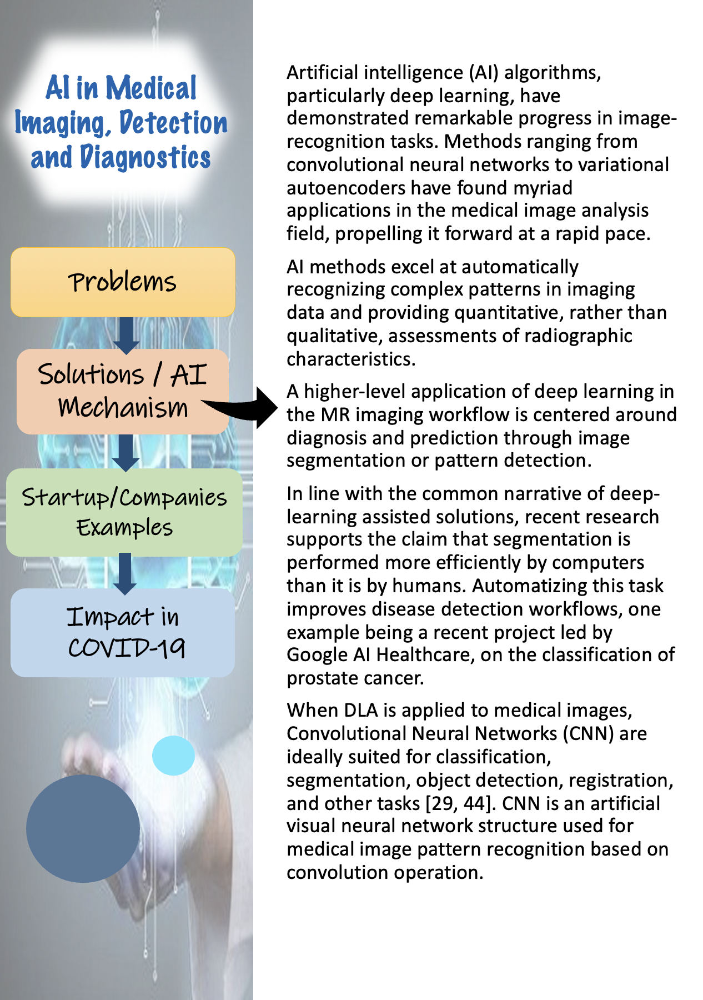 AI in Medical
Imaging, Detection
and Diagnostics
Problems
Solutions / AI
Mechanism
Startup/Companies
Examples
Impact in
COVID-19
Artificial intelligence (AI) algorithms,
particularly deep learning, have
demonstrated remarkable progress in image-
recognition tasks. Methods ranging from
convolutional neural networks to variational
autoencoders have found myriad
applications in the medical image analysis
field, propelling it forward at a rapid pace.
AI methods excel at automatically
recognizing complex patterns in imaging
data and providing quantitative, rather than
qualitative, assessments of radiographic
characteristics.
A higher-level application of deep learning in
the MR imaging workflow is centered around
diagnosis and prediction through image
segmentation or pattern detection.
In line with the common narrative of deep-
learning assisted solutions, recent research
supports the claim that segmentation is
performed more efficiently by computers
than it is by humans. Automatizing this task
improves disease detection workflows, one
example being a recent project led by
Google AI Healthcare, on the classification of
prostate cancer.
When DLA is applied to medical images,
Convolutional Neural Networks (CNN) are
ideally suited for classification,
segmentation, object detection, registration,
and other tasks [29, 44]. CNN is an artificial
visual neural network structure used for
medical image pattern recognition based on
convolution operation.